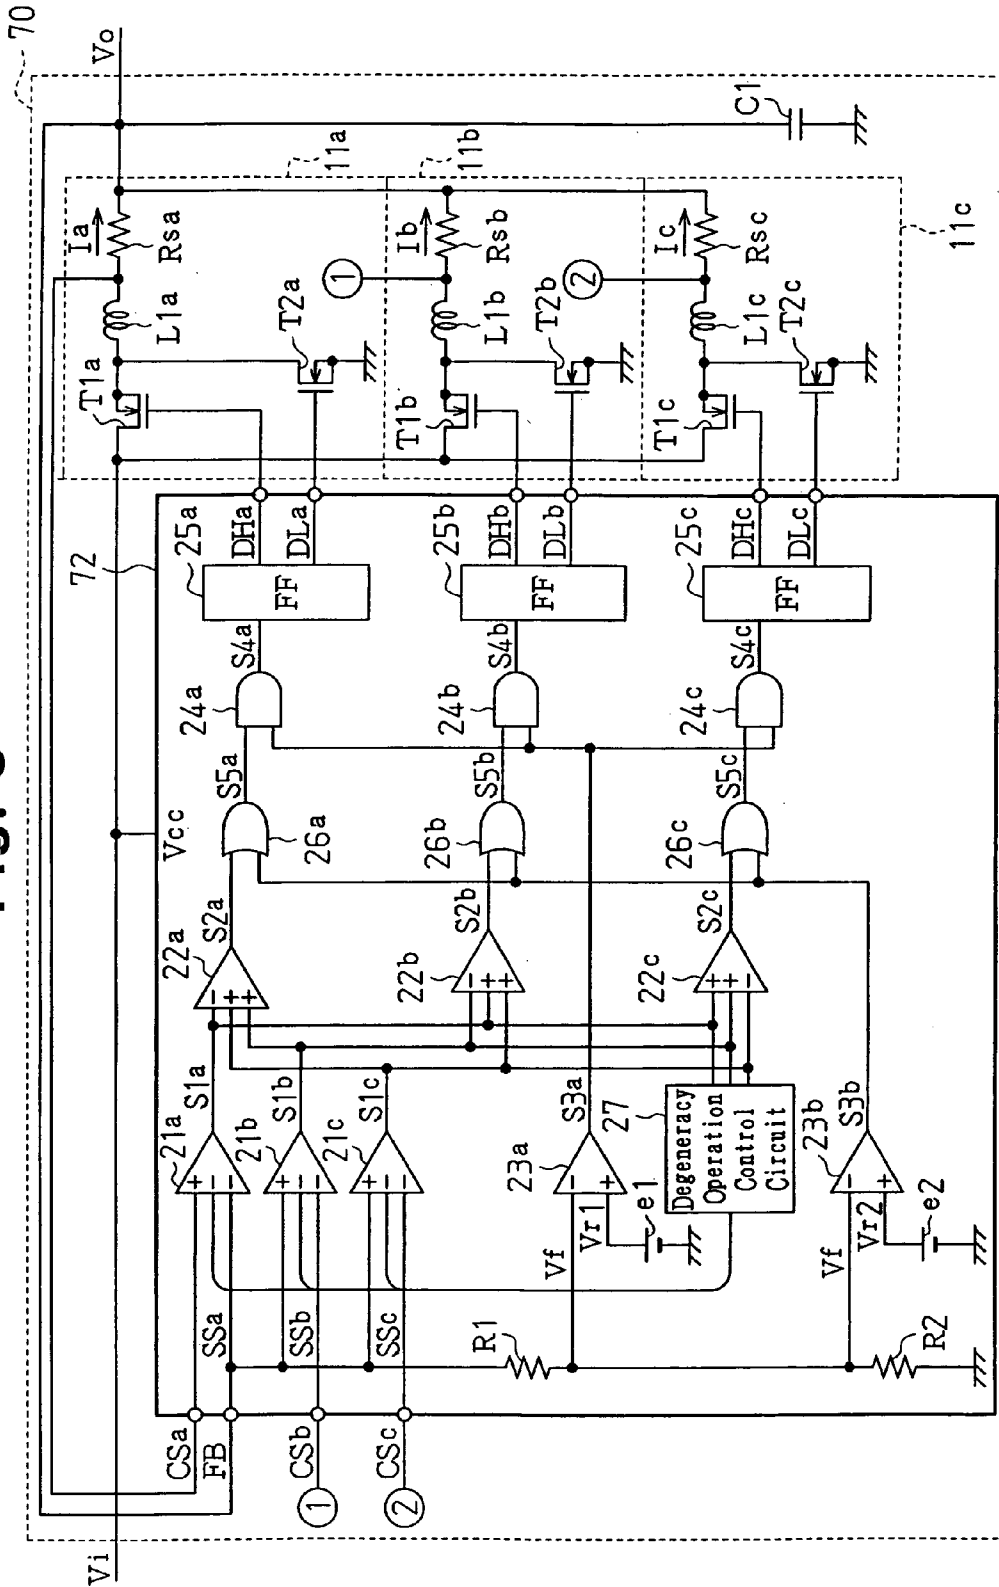 70
Vi
Vo
72
Vcc
CSa
FB
CSb
CSc
1
2
SSa
SSb
SSc
21a
+
-
-
S1a
21b
+
-
-
S1b
21c
+
-
-
S1c
22a
-
+
+
S2a
22b
-
+
+
S2b
22c
+
+
-
S2c
26a
S5a
26b
S5b
26c
S5c
24a
S4a
24b
S4b
24c
S4c
25a
FF
DHa
DLa
25b
FF
DHb
DLb
25c
FF
DHc
DLc
R1
Vf
Vr1
e1
23a
-
+
S3a
27
Degeneracy
Operation
Control
Circuit
R2
Vf
Vr2
e2
23b
-
+
S3b
T1a
T2a
L1a
Ia
Rsa
11a
T1b
T2b
L1b
1
Ib
Rsb
11b
T1c
T2c
L1c
2
Ic
Rsc
11c
C1